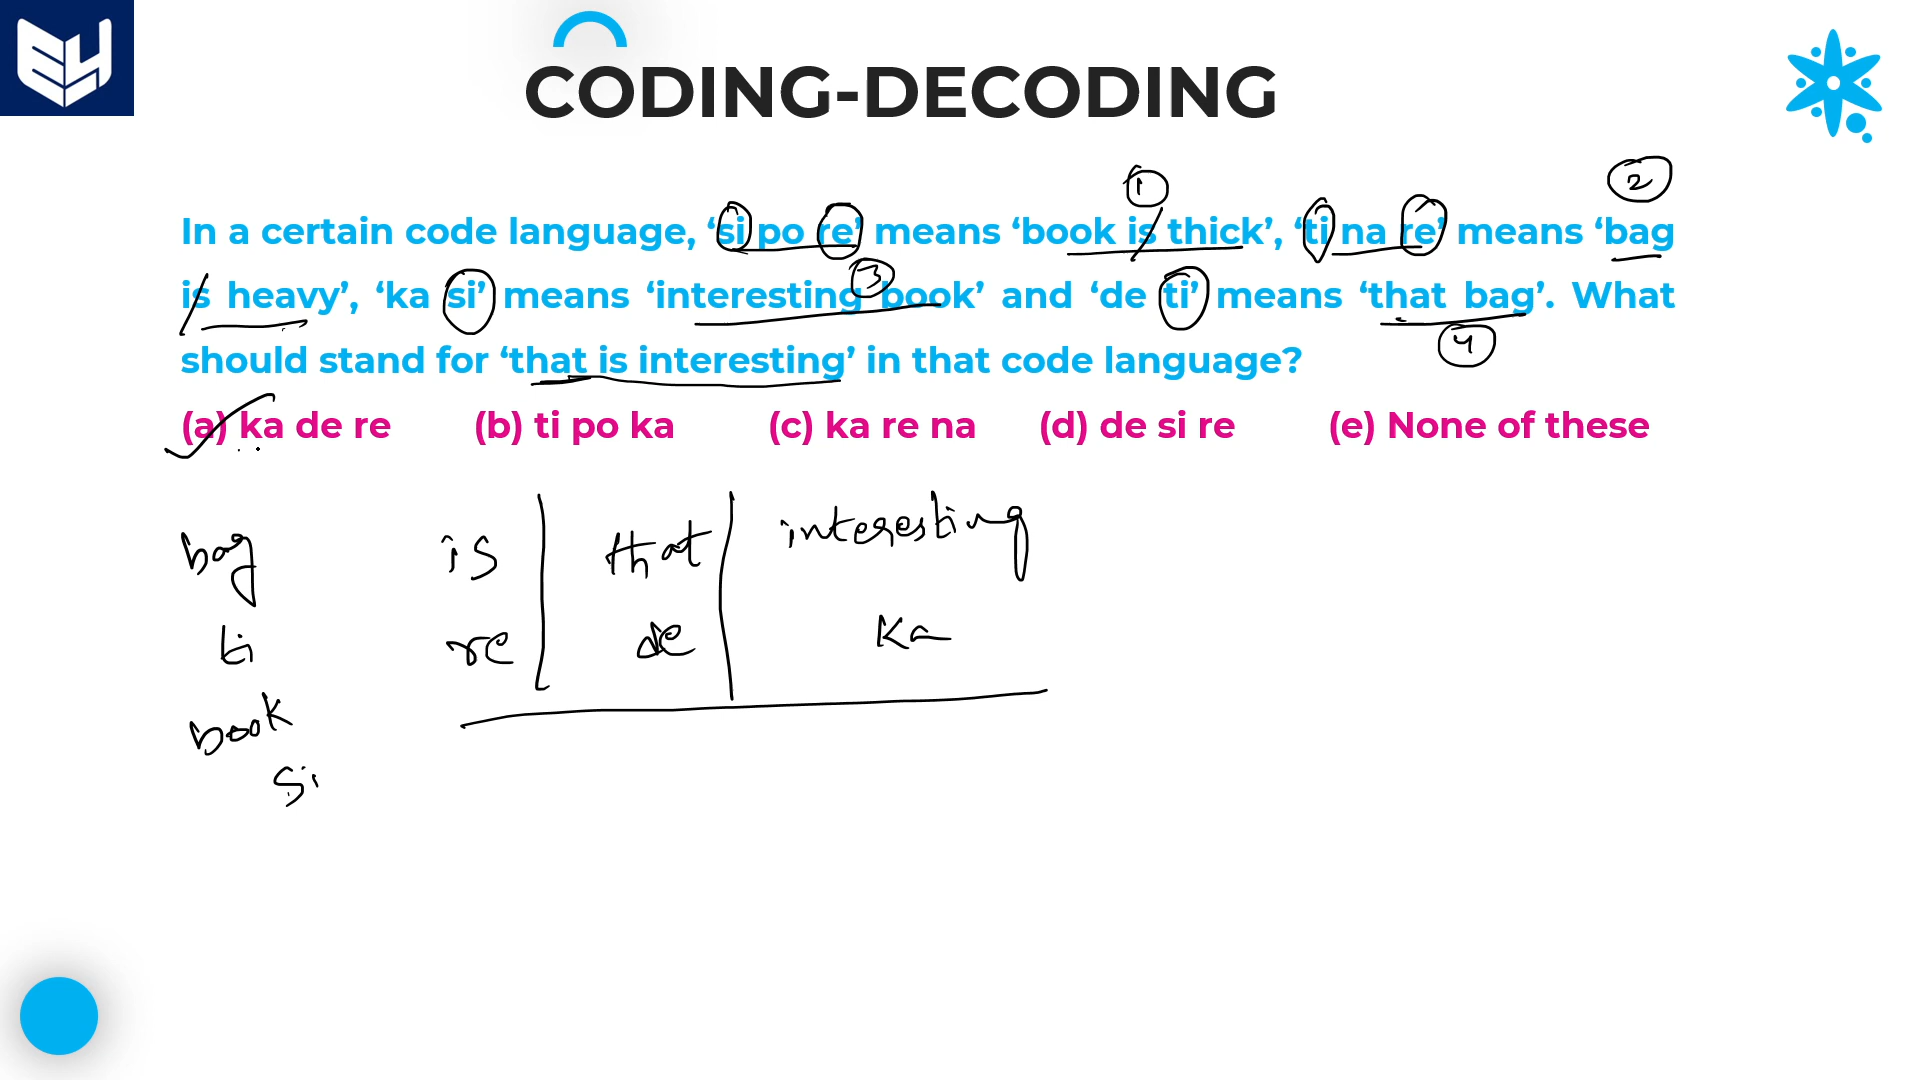 CODING-DECODING
1
2
In a certain code language, ‘si po re’ means ‘book is thick’, ‘ti na re’ means ‘bag
3
is heavy’, ‘ka si’ means ‘interesting book’ and ‘de ti’ means ‘that bag’. What
4
should stand for ‘that is interesting’ in that code language?
(a) ka de re (b) ti po ka (c) ka re na (d) de si re (e) None of these
bag is that interesting
ti re de ka
book
si